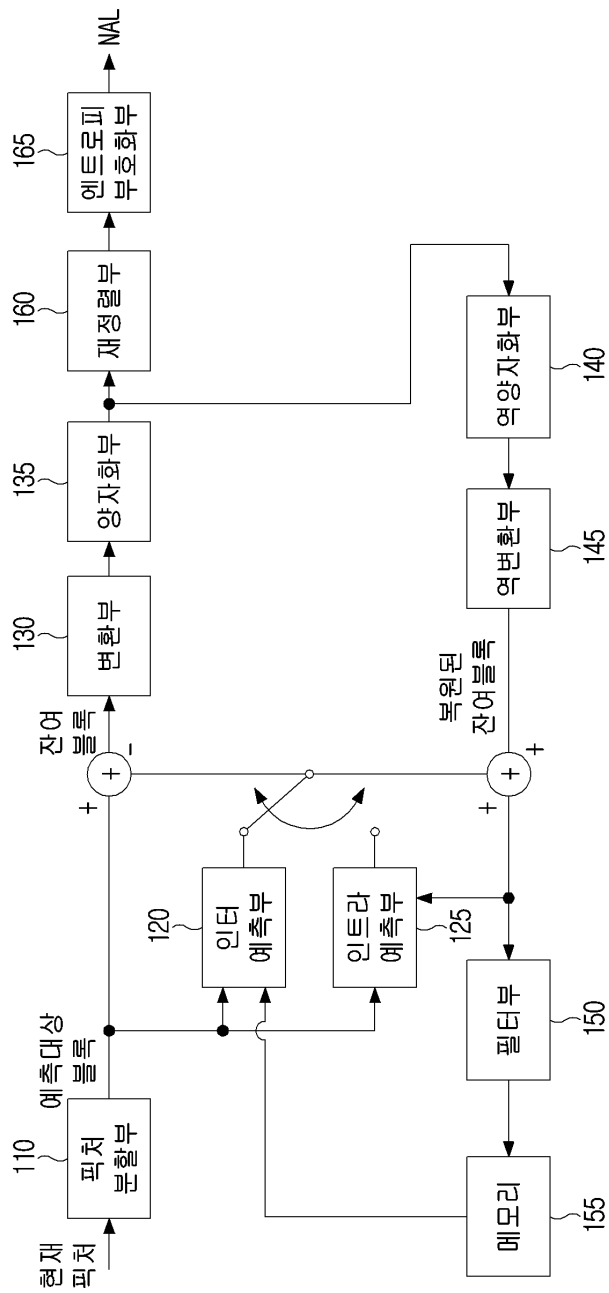 현재
픽처
110
픽처
분할부
예측대상
블록
+
+
-
잔여
블록
130
변환부
135
양자화부
160
재정렬부
165
엔트로피
부호화부
NAL
120
인터
예측부
인트라
예측부
125
+
+
+
복원된
잔여블록
역변환부
145
역양자화부
140
필터부
150
메모리
155